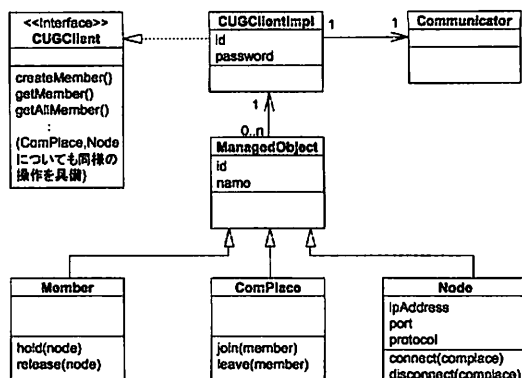 <<Interface>>
CUGClient
createMember()
getMember()
getAllMember()
:
(ComPlace,Node
についても同様の
操作を具備)
CUGClientImpl
id
password
1
1
Communicator
1
0..n
ManagedObject
id
name
Member
hold(node)
release(node)
ComPlace
join(member)
leave(member)
Node
IpAddress
port
protocol
connect(complace)
disconnect(complace)